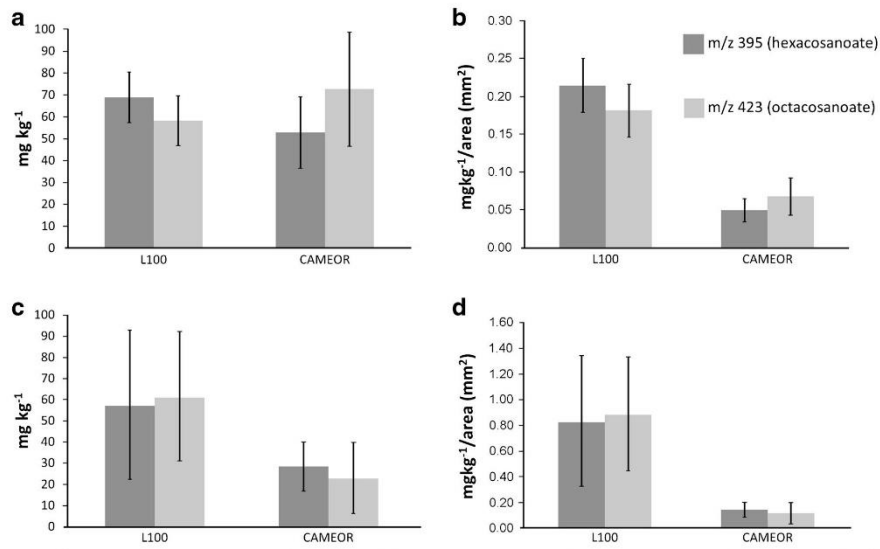 a
100
90
80
70
60
50
40
30
20
10
0
mg kg⁻¹
L100 CAMEOR
b
0.30
0.25
0.20
0.15
0.10
0.05
0.00
mgkg⁻¹/area (mm²)
L100 CAMEOR
m/z 395 (hexacosanoate)
m/z 423 (octacosanoate)
c
100
90
80
70
60
50
40
30
20
10
0
mg kg⁻¹
L100 CAMEOR
d
1.60
1.40
1.20
1.00
0.80
0.60
0.40
0.20
0.00
mgkg⁻¹/area (mm²)
L100 CAMEOR